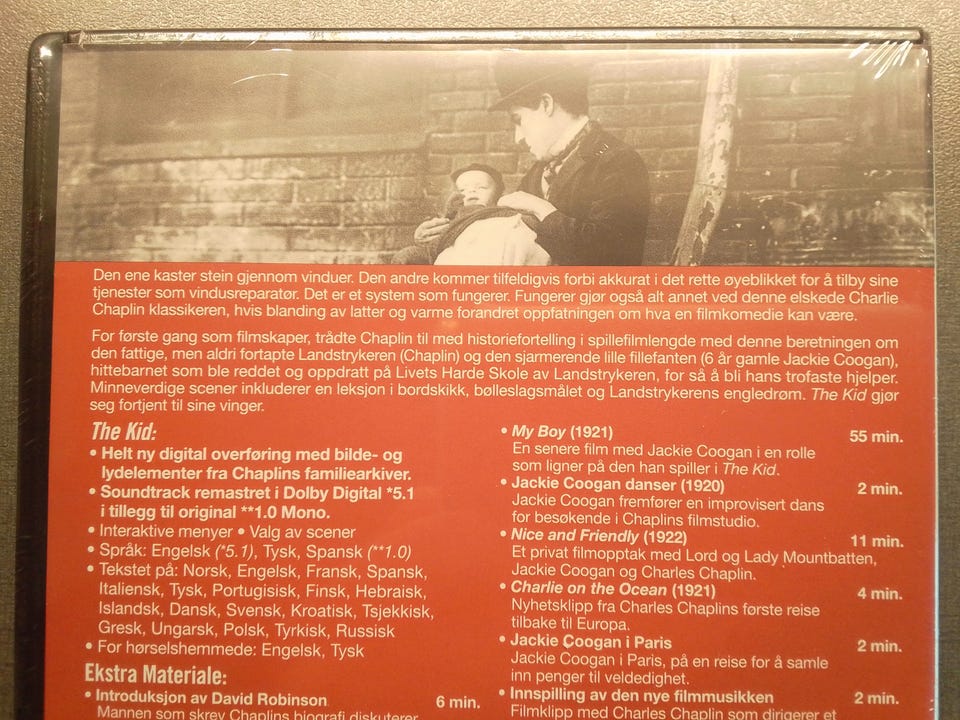 Den ene kaster stein gjennom vinduer. Den andre kommer tilfeldigvis forbi akkurat i det rette øyeblikket for å tilby sine
tjenester som vindusreparatør. Det er et system som fungerer. Fungerer gjør også alt annet ved denne elskede Charlie
Chaplin klassikeren, hvis blanding av latter og varme forandret oppfatningen om hva en filmkomedie kan være.
For første gang som filmskaper, trådte Chaplin til med historiefortelling i spillefilmlengde med denne beretningen om
den fattige, men aldri fortapte Landstrykeren (Chaplin) og den sjarmerende lille fillefanten (6 år gamle Jackie Coogan),
hittebarnet som ble reddet og oppdratt på Livets Harde Skole av Landstrykeren, for så å bli hans trofaste hjelper.
Minneverdige scener inkluderer en leksjon i bordskikk, bølleslagsmålet og Landstrykerens engledrøm. The Kid gjør
seg fortjent til sine vinger.
The Kid:
• Helt ny digital overføring med bilde- og
lydelementer fra Chaplins familiearkiver.
• Soundtrack remastret i Dolby Digital *5.1
i tillegg til original **1.0 Mono.
• Interaktive menyer • Valg av scener
• Språk: Engelsk (*5.1), Tysk, Spansk (**1.0)
• Tekstet på: Norsk, Engelsk, Fransk, Spansk,
Italiensk, Tysk, Portugisisk, Finsk, Hebraisk,
Islandsk, Dansk, Svensk, Kroatisk, Tsjekkisk,
Gresk, Ungarsk, Polsk, Tyrkisk, Russisk
• For hørselshemmede: Engelsk, Tysk
Ekstra Materiale:
• Introduksjon av David Robinson 6 min.
Mannen som skrev Chaplins biografi diskuterer
• My Boy (1921) 55 min.
En senere film med Jackie Coogan i en rolle
som ligner på den han spiller i The Kid.
• Jackie Coogan danser (1920) 2 min.
Jackie Coogan fremfører en improvisert dans
for besøkende i Chaplins filmstudio.
• Nice and Friendly (1922) 11 min.
Et privat filmopptak med Lord og Lady Mountbatten,
Jackie Coogan og Charles Chaplin.
• Charlie on the Ocean (1921) 4 min.
Nyhetsklipp fra Charles Chaplins første reise
tilbake til Europa.
• Jackie Coogan i Paris 2 min.
Jackie Coogan i Paris, på en reise for å samle
inn penger til veldedighet.
• Innspilling av den nye filmmusikken 2 min.
Filmklipp med Charles Chaplin som dirigerer et